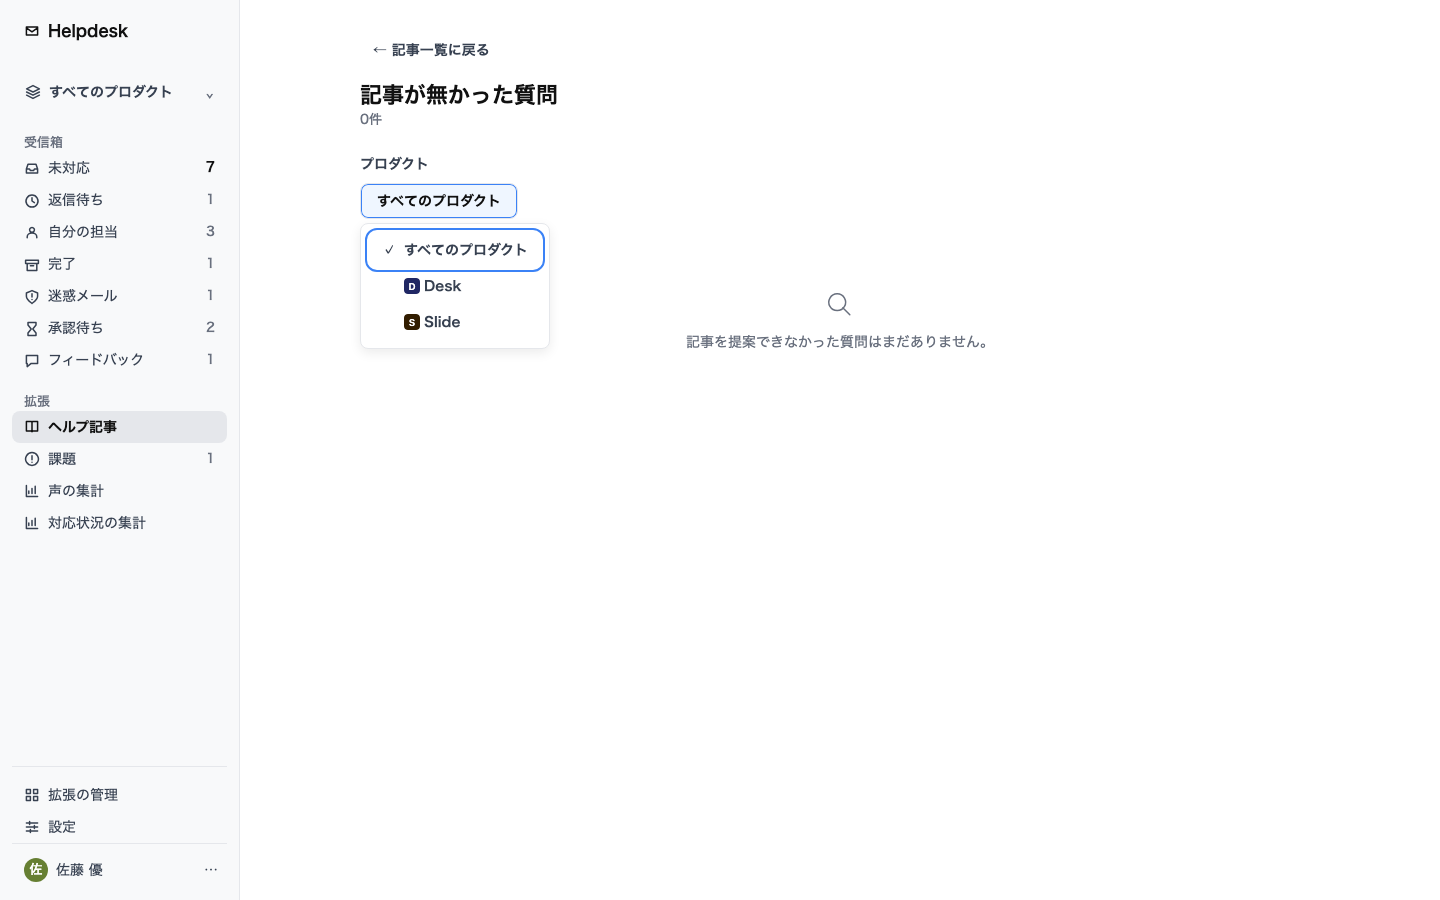 Helpdesk
すべてのプロダクト
受信箱
未対応 7
返信待ち 1
自分の担当 3
完了 1
迷惑メール 1
承認待ち 2
フィードバック 1
拡張
ヘルプ記事
課題 1
声の集計
対応状況の集計
拡張の管理
設定
佐 佐藤 優 …
← 記事一覧に戻る
記事が無かった質問
0件
プロダクト
すべてのプロダクト
✓ すべてのプロダクト
D Desk
S Slide
記事を提案できなかった質問はまだありません。